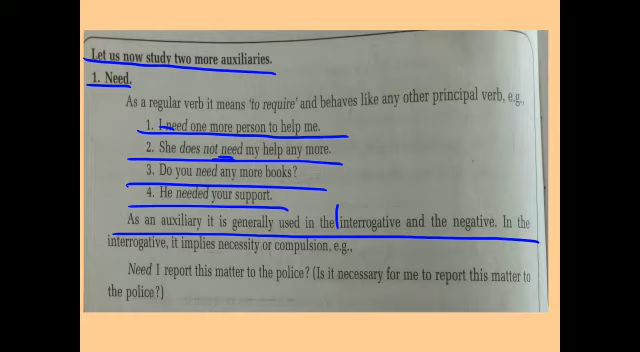 Let us now study two more auxiliaries.
1. Need.
As a regular verb it means 'to require' and behaves like any other principal verb, e.g.,
1. I need one more person to help me.
2. She does not need my help any more.
3. Do you need any more books?
4. He needed your support.
As an auxiliary it is generally used in the interrogative and the negative. In the
interrogative, it implies necessity or compulsion, e.g.,
Need I report this matter to the police? (Is it necessary for me to report this matter to
the police?)